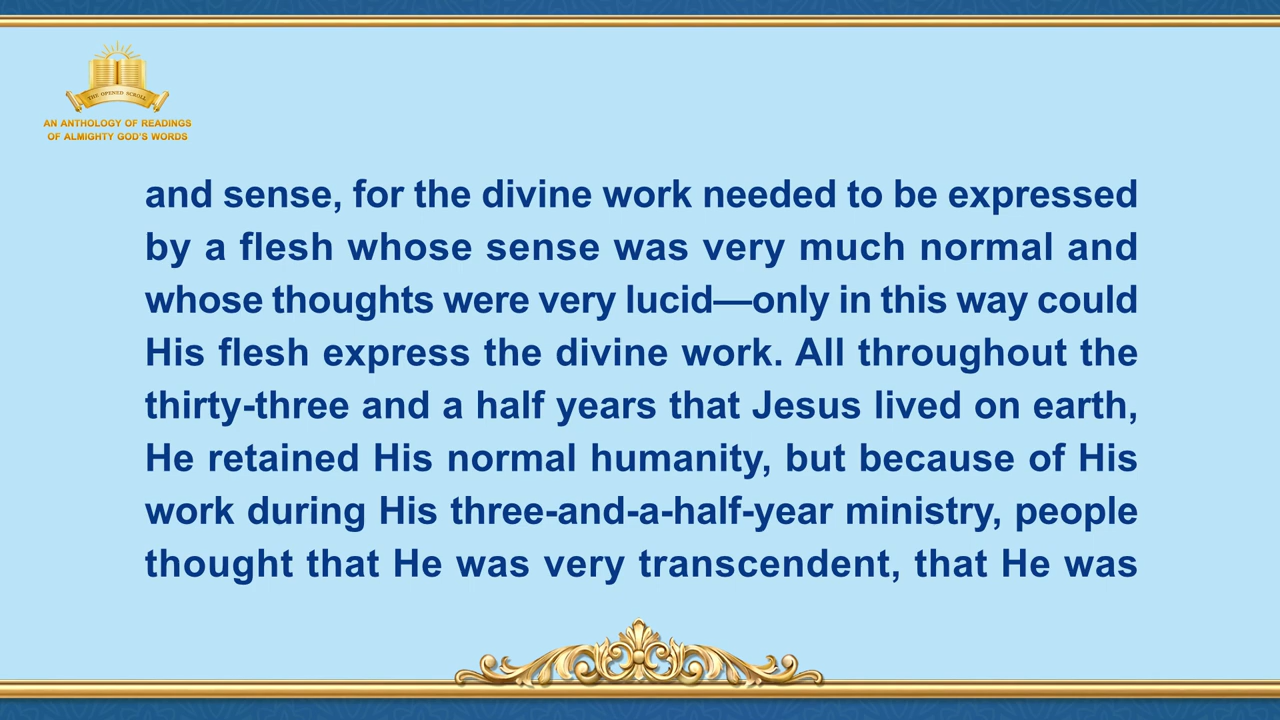 THE OPENED SCROLL
AN ANTHOLOGY OF READINGS
OF ALMIGHTY GOD'S WORDS
and sense, for the divine work needed to be expressed
by a flesh whose sense was very much normal and
whose thoughts were very lucid—only in this way could
His flesh express the divine work. All throughout the
thirty-three and a half years that Jesus lived on earth,
He retained His normal humanity, but because of His
work during His three-and-a-half-year ministry, people
thought that He was very transcendent, that He was